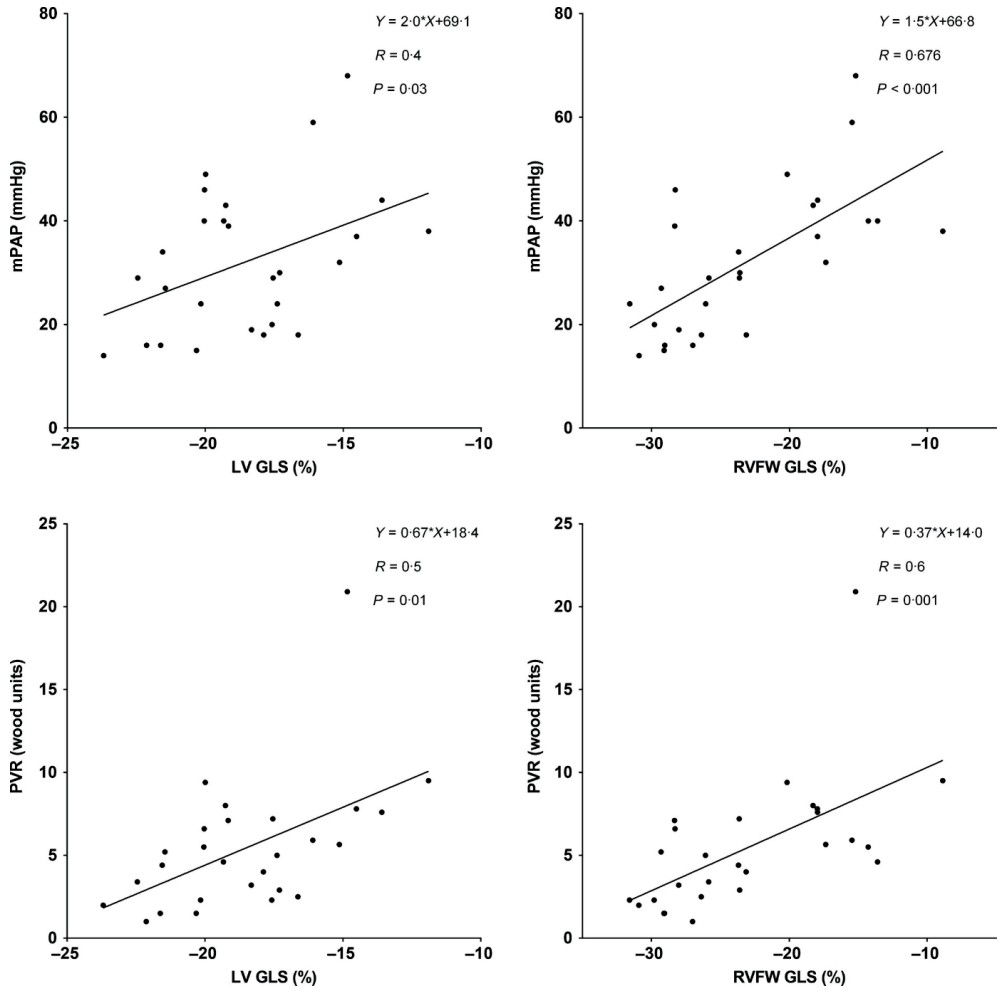 80
60
40
20
0
mPAP (mmHg)
Y = 2·0*X+69·1
R = 0·4
P = 0·03
–25
–20
–15
–10
LV GLS (%)
80
60
40
20
0
mPAP (mmHg)
Y = 1·5*X+66·8
R = 0·676
P < 0·001
–30
–20
–10
RVFW GLS (%)
25
20
15
10
5
0
PVR (wood units)
Y = 0·67*X+18·4
R = 0·5
P = 0·01
–25
–20
–15
–10
LV GLS (%)
25
20
15
10
5
0
PVR (wood units)
Y = 0·37*X+14·0
R = 0·6
P = 0·001
–30
–20
–10
RVFW GLS (%)